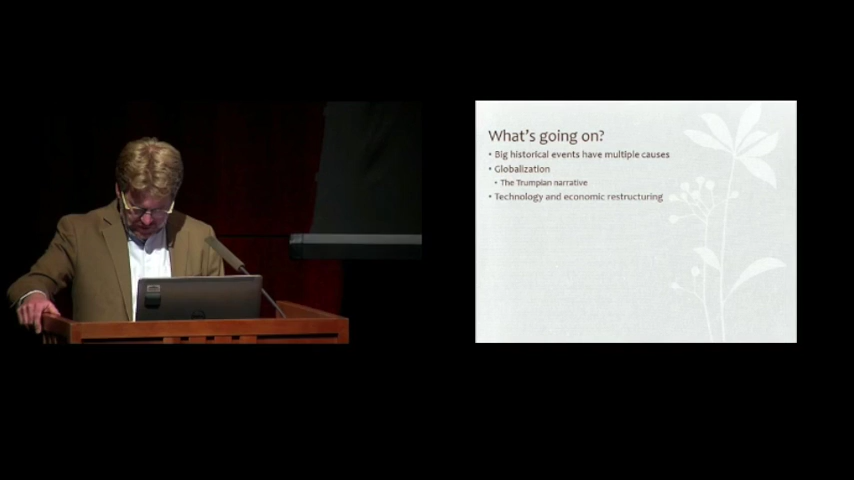 What's going on?
• Big historical events have multiple causes
• Globalization
• The Trumpian narrative
• Technology and economic restructuring